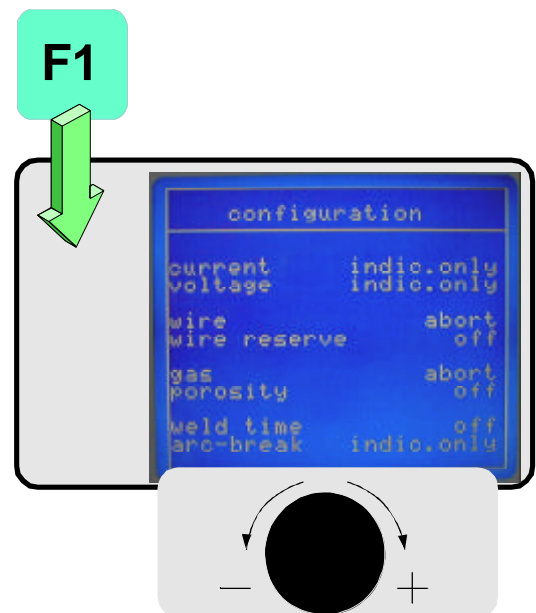 F1
configuration
current indic.only
voltage indic.only
wire abort
wire reserve off
gas abort
porosity off
weld time off
arc-break indic.only
— +